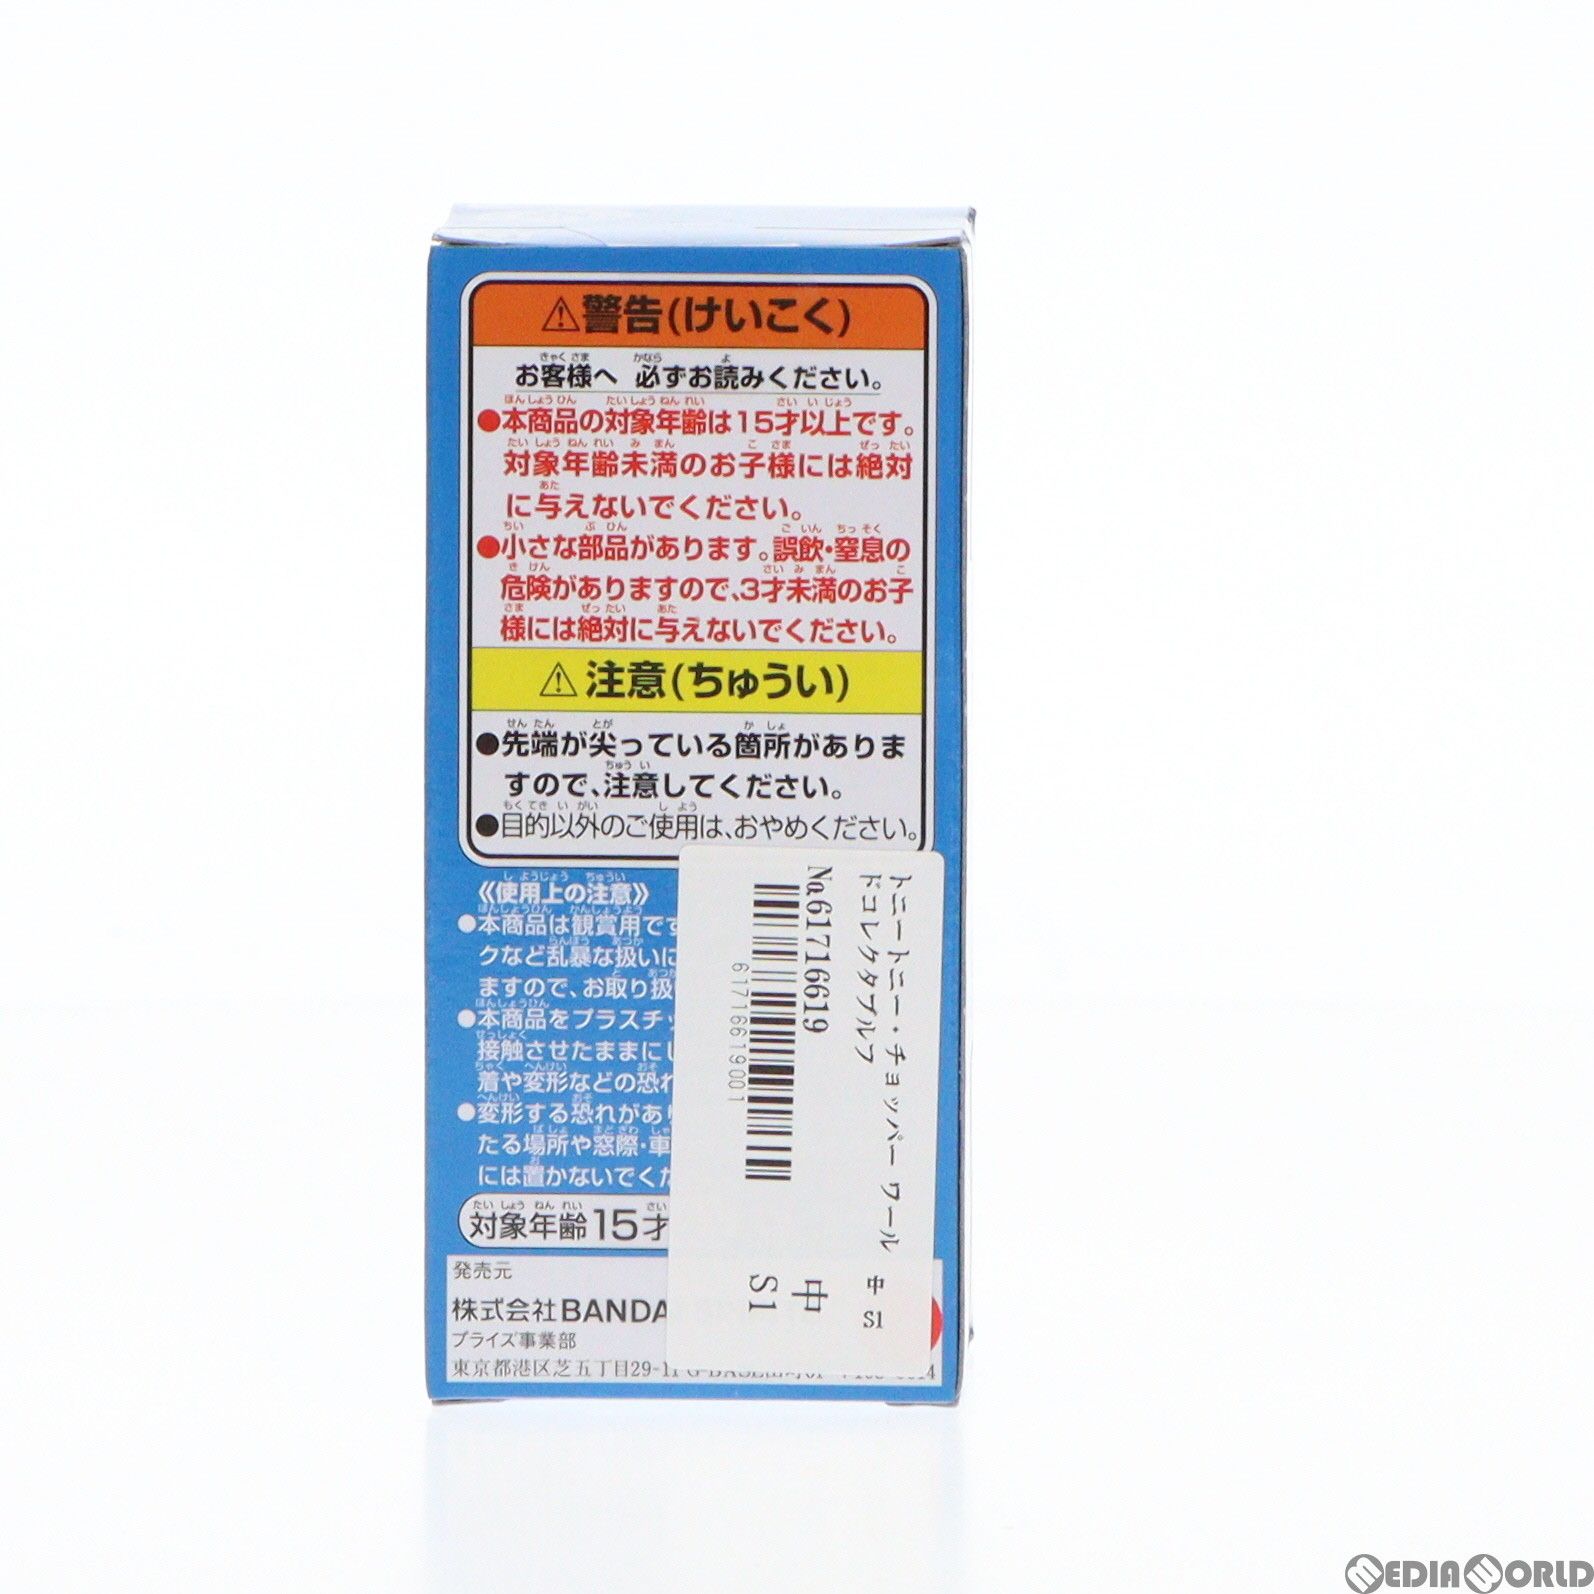 警告(けいこく)
お客様へ 必ずお読みください。
●本商品の対象年齢は15才以上です。
対象年齢未満のお子様には絶対
に与えないでください。
●小さな部品があります。誤飲・窒息の
危険がありますので、3才未満のお子
様には絶対に与えないでください。
注意(ちゅうい)
●先端が尖っている箇所がありま
すので、注意してください。
●目的以外のご使用は、おやめください。
《使用上の注意》
●本商品は観賞用です
クなど乱暴な扱いに
ますので、お取り扱い
●本商品をプラスチッ
接触させたままにし
着や変形などの恐れ
●変形する恐れがあり
たる場所や窓際・車
には置かないでくだ
対象年齢15才
発売元
株式会社BANDA
プライズ事業部
東京都港区芝五丁目29-11 G-BASE田町
トニートニー・チョッパー ワール
ドコレクタブルフ
No.61716619
61716619001
中 S1
中
S1
MEDIAWORLD